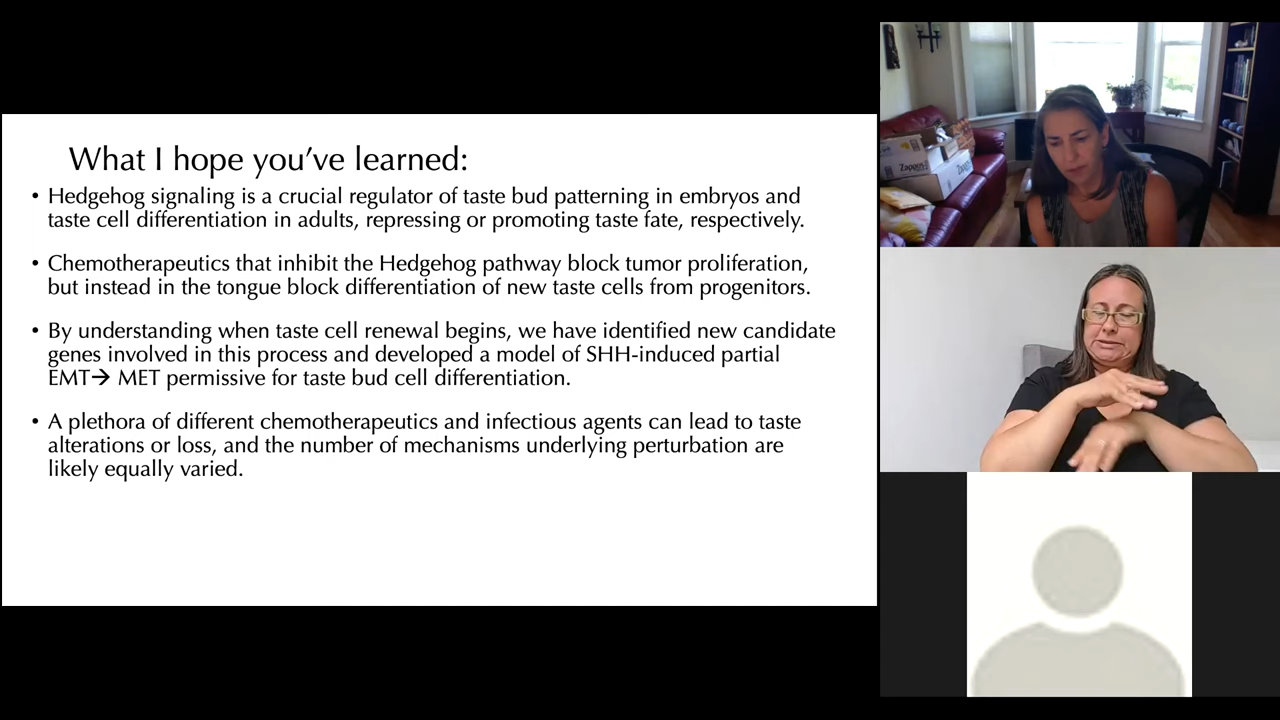 What I hope you've learned:
• Hedgehog signaling is a crucial regulator of taste bud patterning in embryos and
taste cell differentiation in adults, repressing or promoting taste fate, respectively.
• Chemotherapeutics that inhibit the Hedgehog pathway block tumor proliferation,
but instead in the tongue block differentiation of new taste cells from progenitors.
• By understanding when taste cell renewal begins, we have identified new candidate
genes involved in this process and developed a model of SHH-induced partial
EMT→ MET permissive for taste bud cell differentiation.
• A plethora of different chemotherapeutics and infectious agents can lead to taste
alterations or loss, and the number of mechanisms underlying perturbation are
likely equally varied.
Zappos